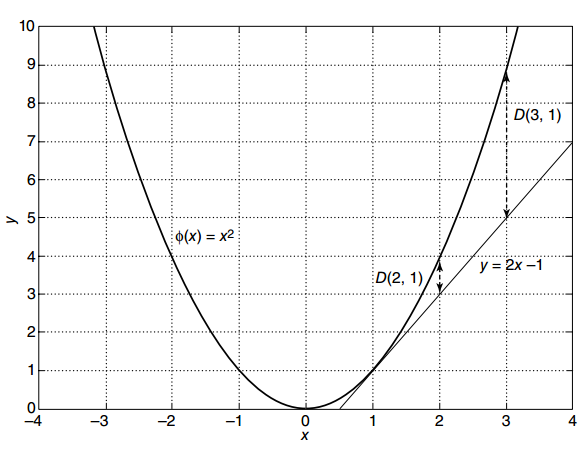 10
9
8
7
6
5
4
3
2
1
0
y
D(3, 1)
ϕ(x) = x²
y = 2x –1
D(2, 1)
–4 –3 –2 –1 0 1 2 3 4
x